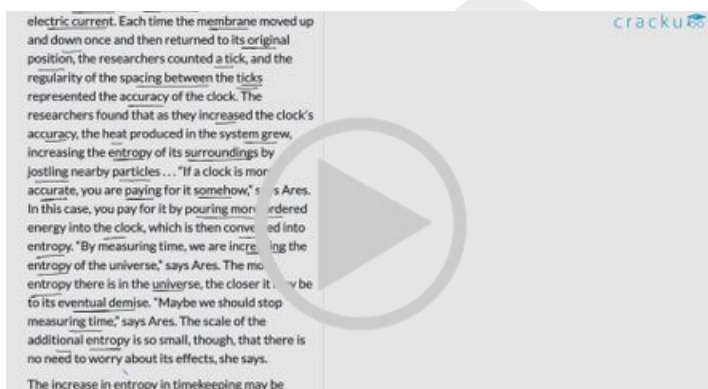 electric current. Each time the membrane moved up
and down once and then returned to its original
position, the researchers counted a tick, and the
regularity of the spacing between the ticks
represented the accuracy of the clock. The
researchers found that as they increased the clock's
accuracy, the heat produced in the system grew,
increasing the entropy of its surroundings by
jostling nearby particles . . . "If a clock is more
accurate, you are paying for it somehow," says Ares.
In this case, you pay for it by pouring more ordered
energy into the clock, which is then converted into
entropy. "By measuring time, we are increasing the
entropy of the universe," says Ares. The more
entropy there is in the universe, the closer it may be
to its eventual demise. "Maybe we should stop
measuring time," says Ares. The scale of the
additional entropy is so small, though, that there is
no need to worry about its effects, she says.
The increase in entropy in timekeeping may be
cracku